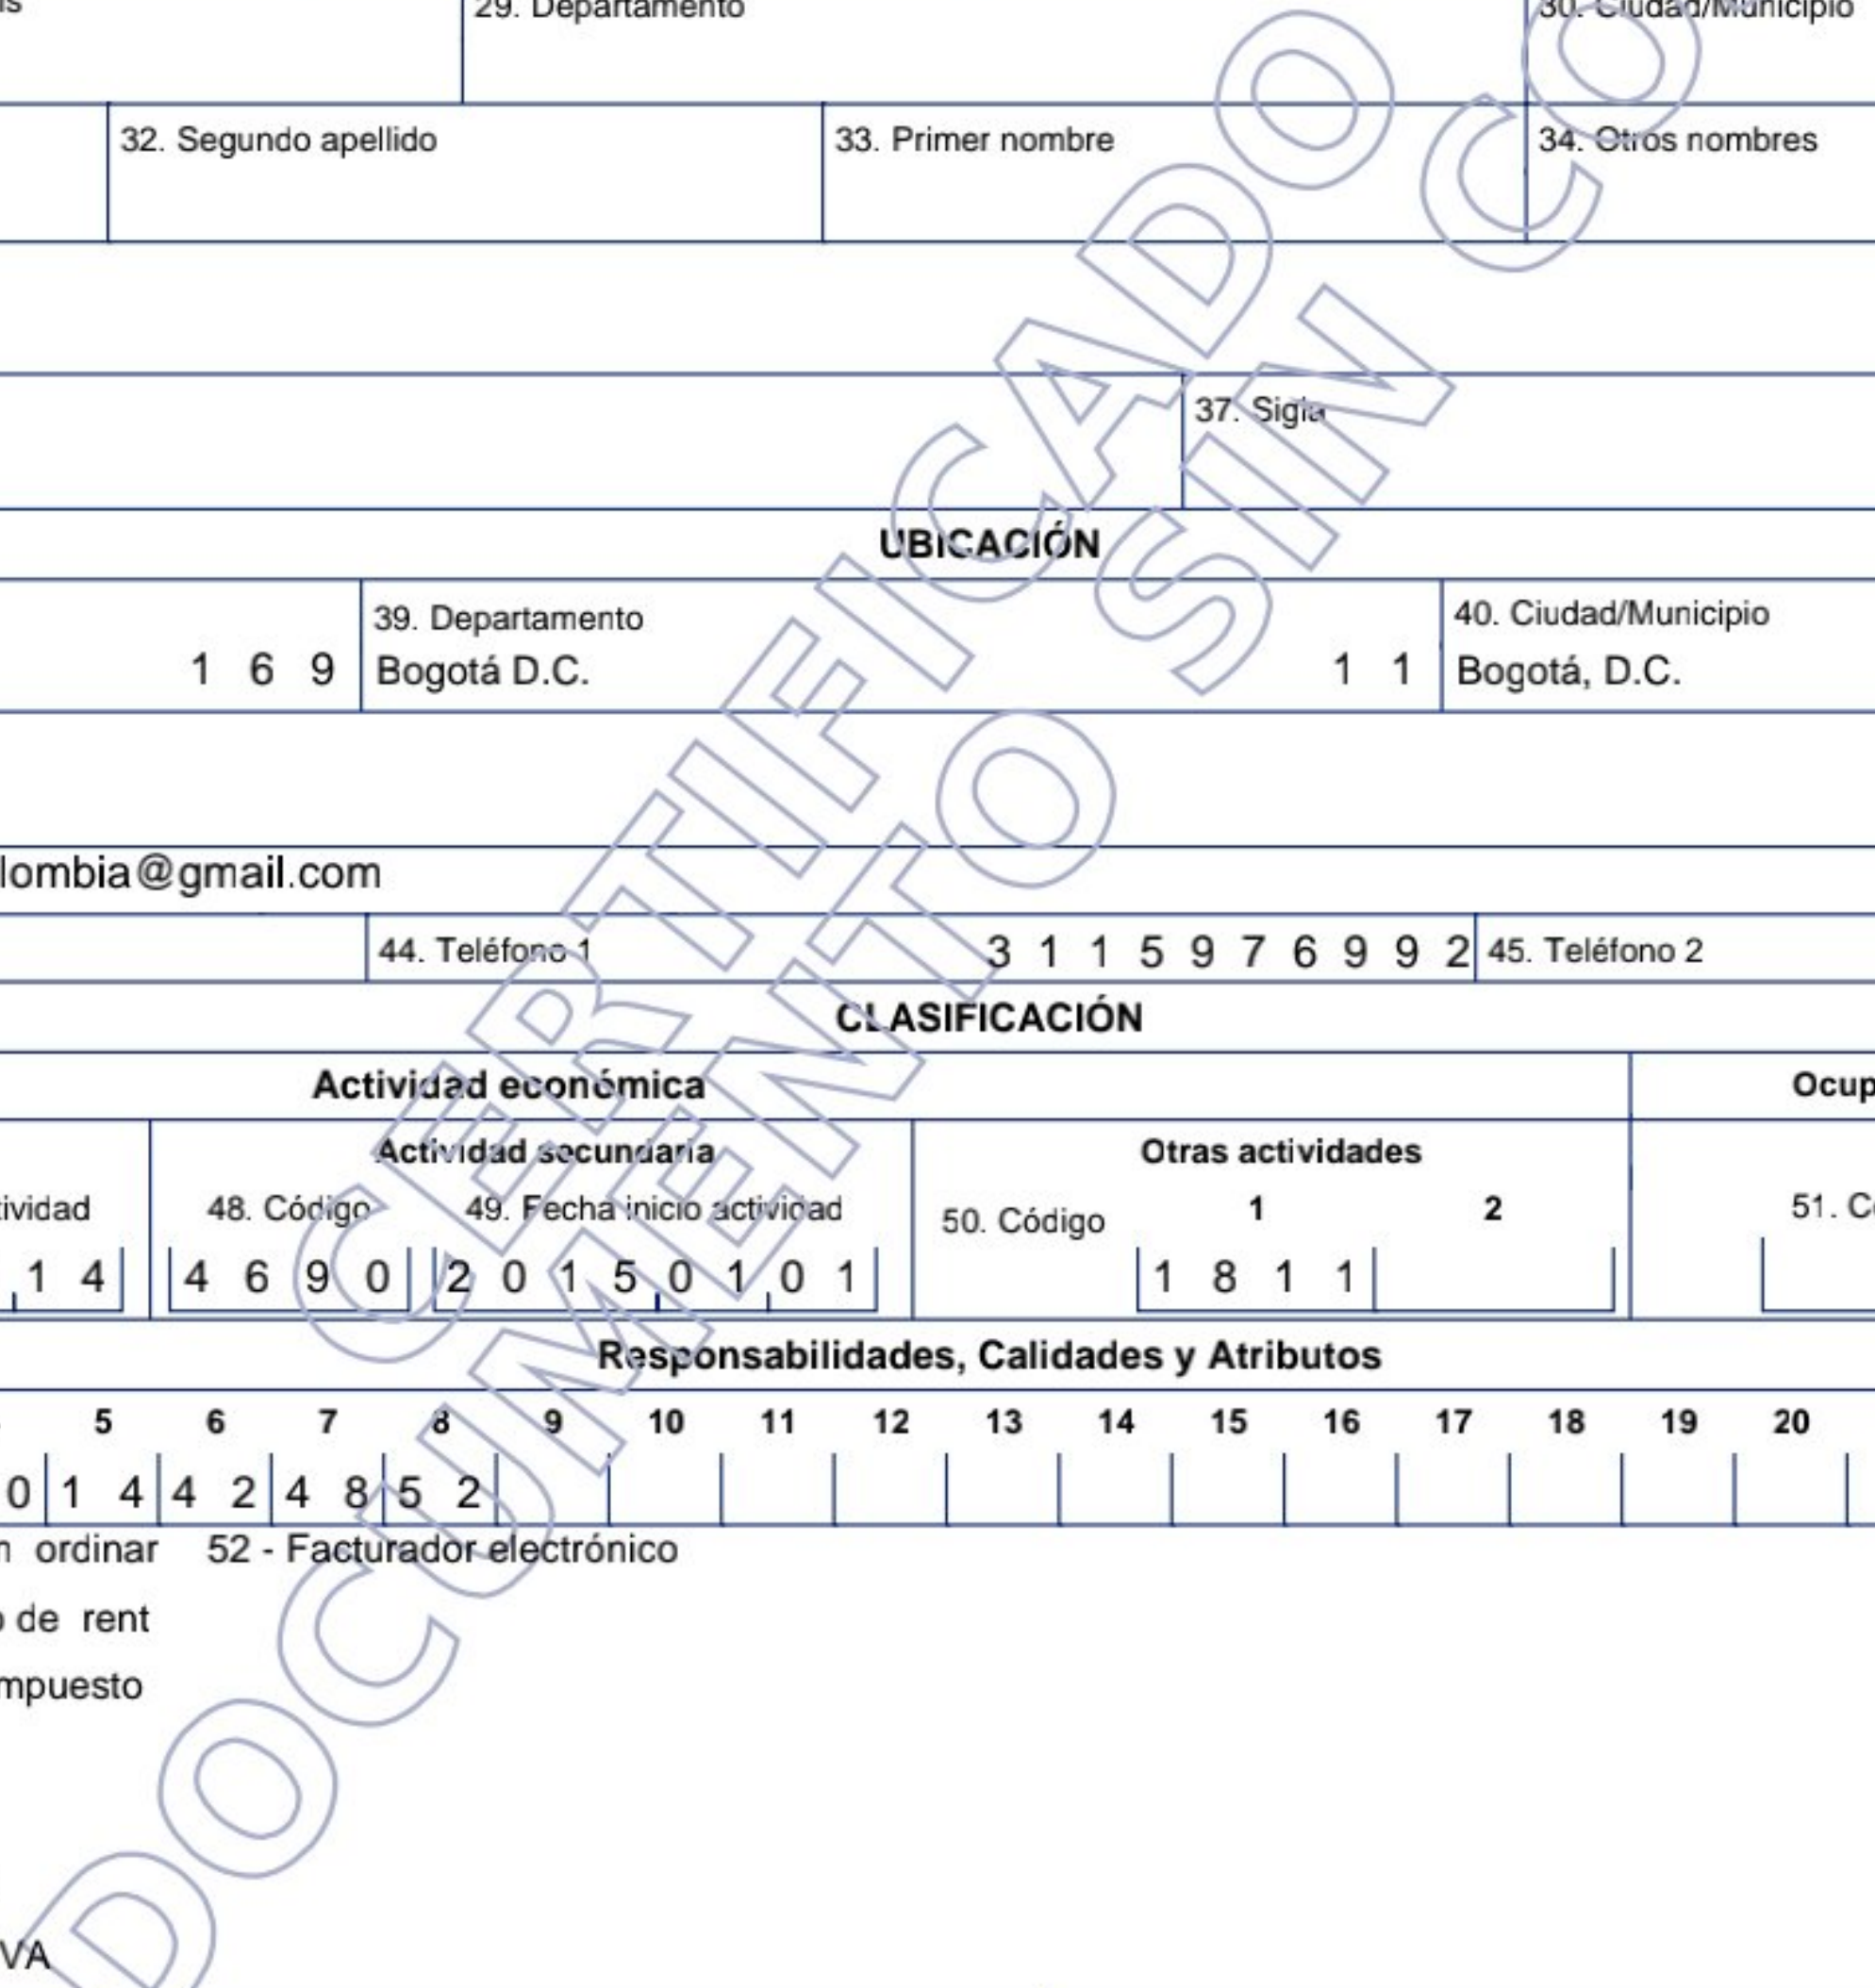 29. Departamento 30. Ciudad/Municipio
32. Segundo apellido 33. Primer nombre 34. Otros nombres
37. Sigla
UBICACIÓN
39. Departamento 40. Ciudad/Municipio
1 6 9 Bogotá D.C. 1 1 Bogotá, D.C.
lombia@gmail.com
44. Teléfono 1 3 1 1 5 9 7 6 9 9 2 45. Teléfono 2
CLASIFICACIÓN
Actividad económica Ocup
Actividad secundaria Otras actividades
ividad 48. Código 49. Fecha inicio actividad 50. Código 1 2 51. C
1 4 4 6 9 0 2 0 1 5 0 1 0 1 1 8 1 1
Responsabilidades, Calidades y Atributos
5 6 7 8 9 10 11 12 13 14 15 16 17 18 19 20
0 1 4 4 2 4 8 5 2
ordinar 52 - Facturador electrónico
de rent
mpuesto
VA
CERTIFICADO
DOCUMENTO SIN CO